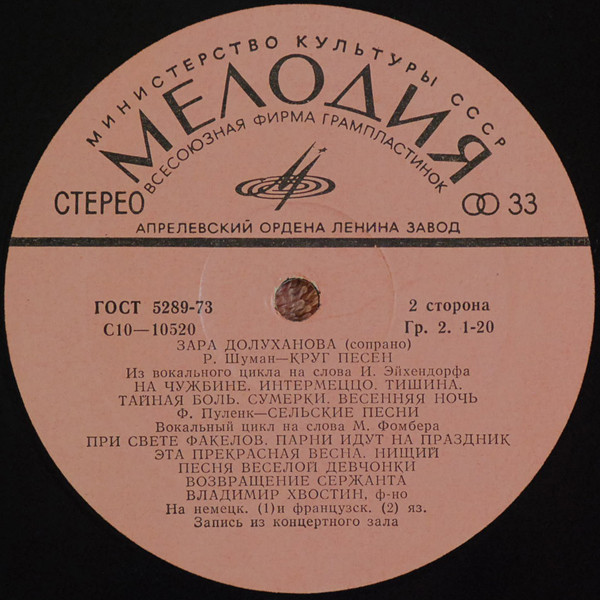 МИНИСТЕРСТВО КУЛЬТУРЫ СССР
МЕЛОДИЯ
ВСЕСОЮЗНАЯ ФИРМА ГРАМПЛАСТИНОК
СТЕРЕО
33
АПРЕЛЕВСКИЙ ОРДЕНА ЛЕНИНА ЗАВОД
ГОСТ 5289-73
2 сторона
С10—10520
Гр. 2. 1-20
ЗАРА ДОЛУХАНОВА (сопрано)
Р. Шуман—КРУГ ПЕСЕН
Из вокального цикла на слова И. Эйхендорфа
НА ЧУЖБИНЕ. ИНТЕРМЕЦЦО. ТИШИНА.
ТАЙНАЯ БОЛЬ. СУМЕРКИ. ВЕСЕННЯЯ НОЧЬ
Ф. Пуленк—СЕЛЬСКИЕ ПЕСНИ
Вокальный цикл на слова М. Фомбера
ПРИ СВЕТЕ ФАКЕЛОВ. ПАРНИ ИДУТ НА ПРАЗДНИК
ЭТА ПРЕКРАСНАЯ ВЕСНА. НИЩИЙ
ПЕСНЯ ВЕСЕЛОЙ ДЕВЧОНКИ
ВОЗВРАЩЕНИЕ СЕРЖАНТА
ВЛАДИМИР ХВОСТИН, ф-но
На немецк. (1)и французск. (2) яз.
Запись из концертного зала